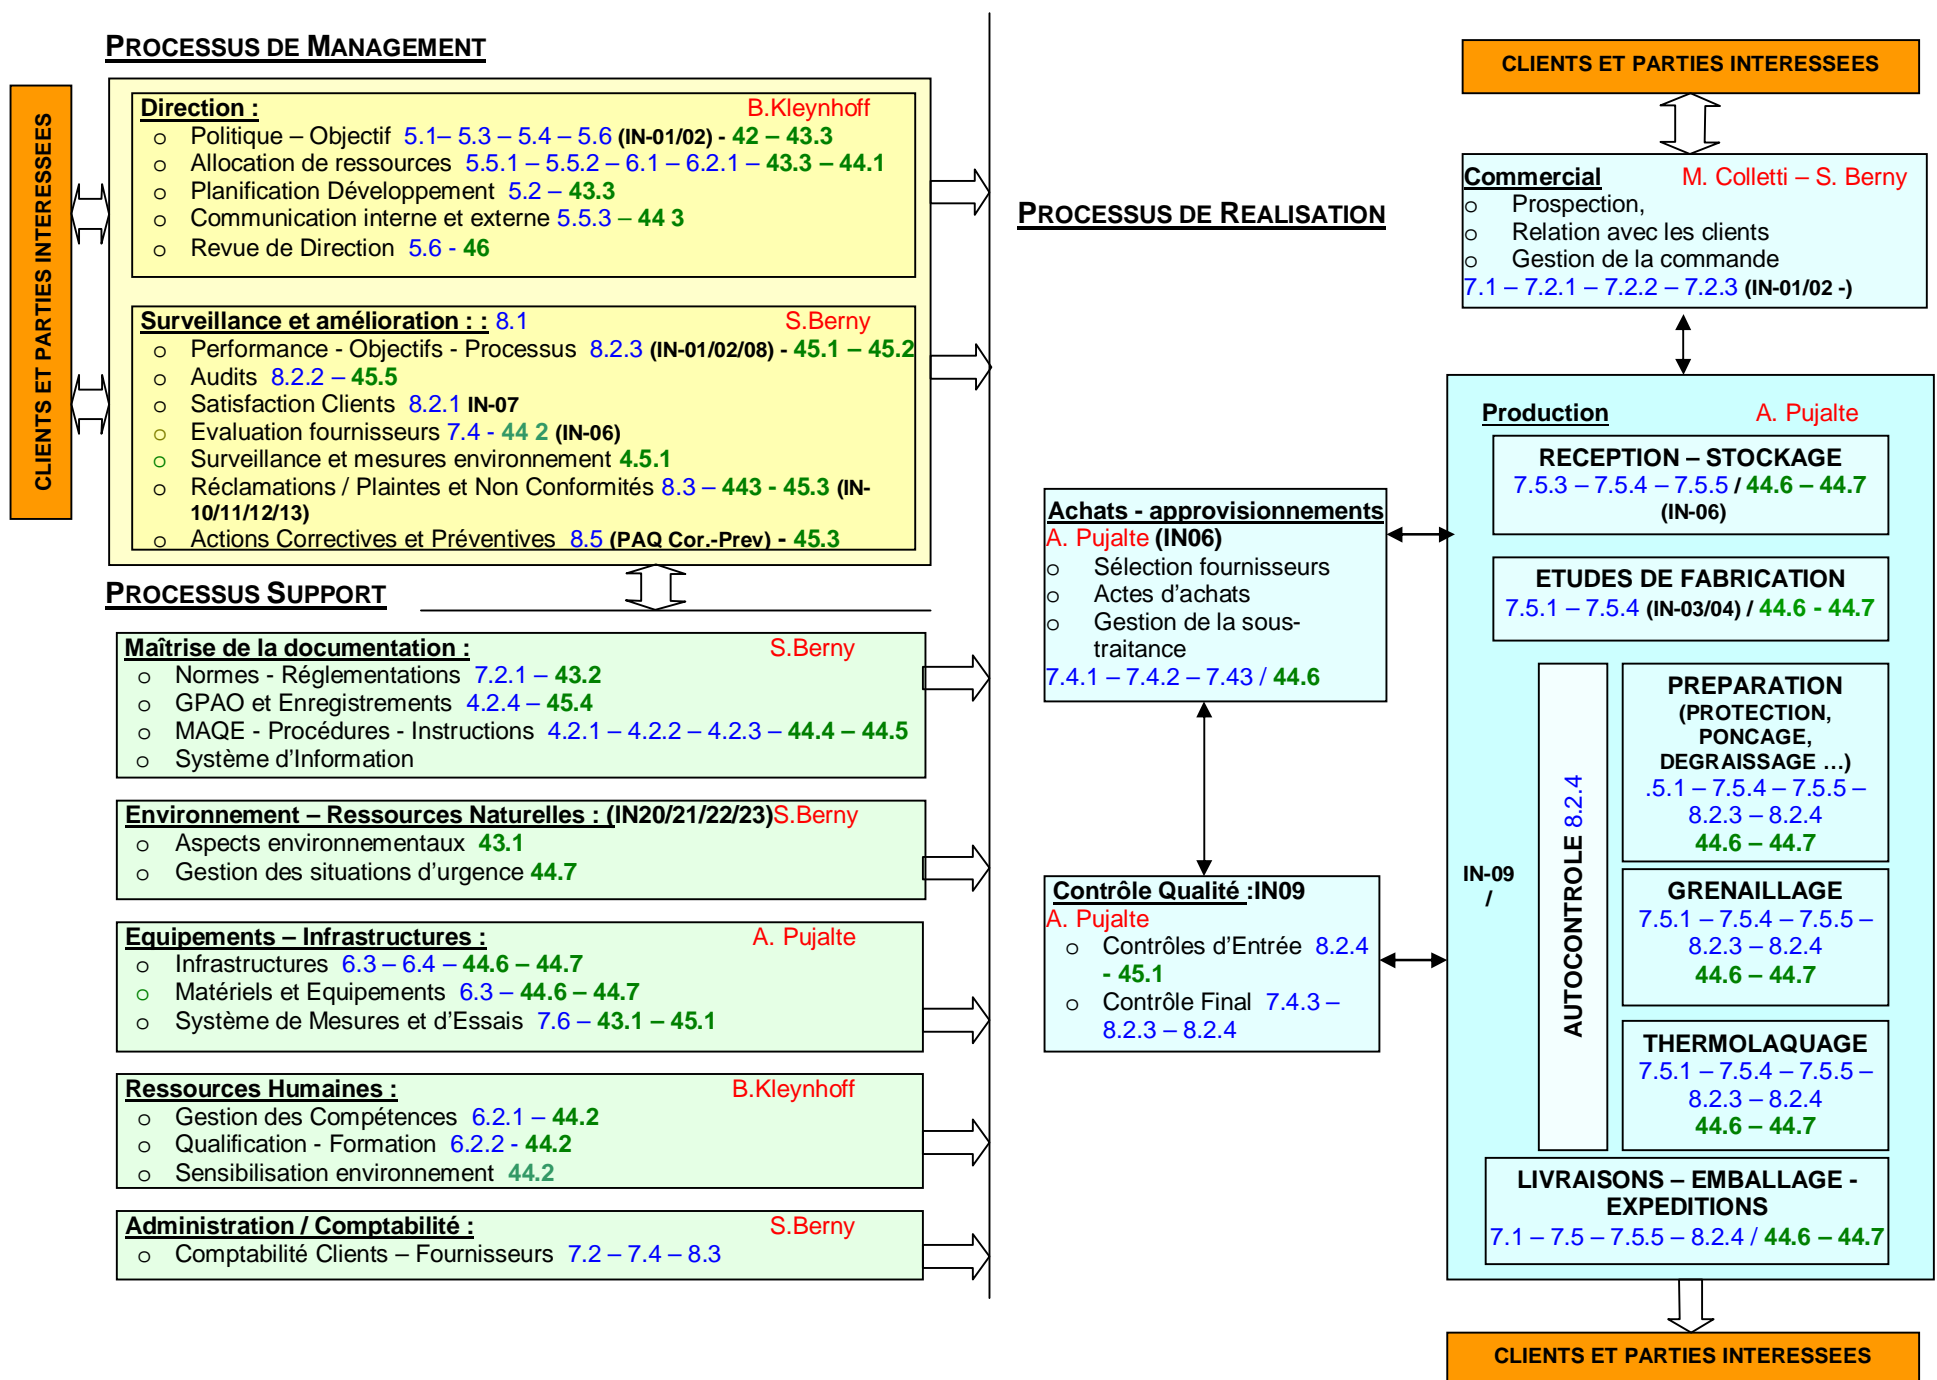 PROCESSUS DE MANAGEMENT
CLIENTS ET PARTIES INTERESSEES
Direction : B.Kleynhoff
o Politique – Objectif 5.1– 5.3 – 5.4 – 5.6 (IN-01/02) - 42 – 43.3
o Allocation de ressources 5.5.1 – 5.5.2 – 6.1 – 6.2.1 – 43.3 – 44.1
o Planification Développement 5.2 – 43.3
o Communication interne et externe 5.5.3 – 44 3
o Revue de Direction 5.6 - 46
Surveillance et amélioration : : 8.1 S.Berny
o Performance - Objectifs - Processus 8.2.3 (IN-01/02/08) - 45.1 – 45.2
o Audits 8.2.2 – 45.5
o Satisfaction Clients 8.2.1 IN-07
o Evaluation fournisseurs 7.4 - 44 2 (IN-06)
o Surveillance et mesures environnement 4.5.1
o Réclamations / Plaintes et Non Conformités 8.3 – 443 - 45.3 (IN-
10/11/12/13)
o Actions Correctives et Préventives 8.5 (PAQ Cor.-Prev) - 45.3
PROCESSUS SUPPORT
Maîtrise de la documentation : S.Berny
o Normes - Réglementations 7.2.1 – 43.2
o GPAO et Enregistrements 4.2.4 – 45.4
o MAQE - Procédures - Instructions 4.2.1 – 4.2.2 – 4.2.3 – 44.4 – 44.5
o Système d'Information
Environnement – Ressources Naturelles : (IN20/21/22/23)S.Berny
o Aspects environnementaux 43.1
o Gestion des situations d'urgence 44.7
Equipements – Infrastructures : A. Pujalte
o Infrastructures 6.3 – 6.4 – 44.6 – 44.7
o Matériels et Equipements 6.3 – 44.6 – 44.7
o Système de Mesures et d'Essais 7.6 – 43.1 – 45.1
Ressources Humaines : B.Kleynhoff
o Gestion des Compétences 6.2.1 – 44.2
o Qualification - Formation 6.2.2 - 44.2
o Sensibilisation environnement 44.2
Administration / Comptabilité : S.Berny
o Comptabilité Clients – Fournisseurs 7.2 – 7.4 – 8.3
PROCESSUS DE REALISATION
CLIENTS ET PARTIES INTERESSEES
Commercial M. Colletti – S. Berny
o Prospection,
o Relation avec les clients
o Gestion de la commande
7.1 – 7.2.1 – 7.2.2 – 7.2.3 (IN-01/02 -)
Achats - approvisionnements
A. Pujalte (IN06)
o Sélection fournisseurs
o Actes d'achats
o Gestion de la sous-
traitance
7.4.1 – 7.4.2 – 7.43 / 44.6
Contrôle Qualité :IN09
A. Pujalte
o Contrôles d'Entrée 8.2.4
- 45.1
o Contrôle Final 7.4.3 –
8.2.3 – 8.2.4
Production A. Pujalte
RECEPTION – STOCKAGE
7.5.3 – 7.5.4 – 7.5.5 / 44.6 – 44.7
(IN-06)
ETUDES DE FABRICATION
7.5.1 – 7.5.4 (IN-03/04) / 44.6 - 44.7
IN-09
/
AUTOCONTROLE 8.2.4
PREPARATION
(PROTECTION,
PONCAGE,
DEGRAISSAGE …)
.5.1 – 7.5.4 – 7.5.5 –
8.2.3 – 8.2.4
44.6 – 44.7
GRENAILLAGE
7.5.1 – 7.5.4 – 7.5.5 –
8.2.3 – 8.2.4
44.6 – 44.7
THERMOLAQUAGE
7.5.1 – 7.5.4 – 7.5.5 –
8.2.3 – 8.2.4
44.6 – 44.7
LIVRAISONS – EMBALLAGE -
EXPEDITIONS
7.1 – 7.5 – 7.5.5 – 8.2.4 / 44.6 – 44.7
CLIENTS ET PARTIES INTERESSEES